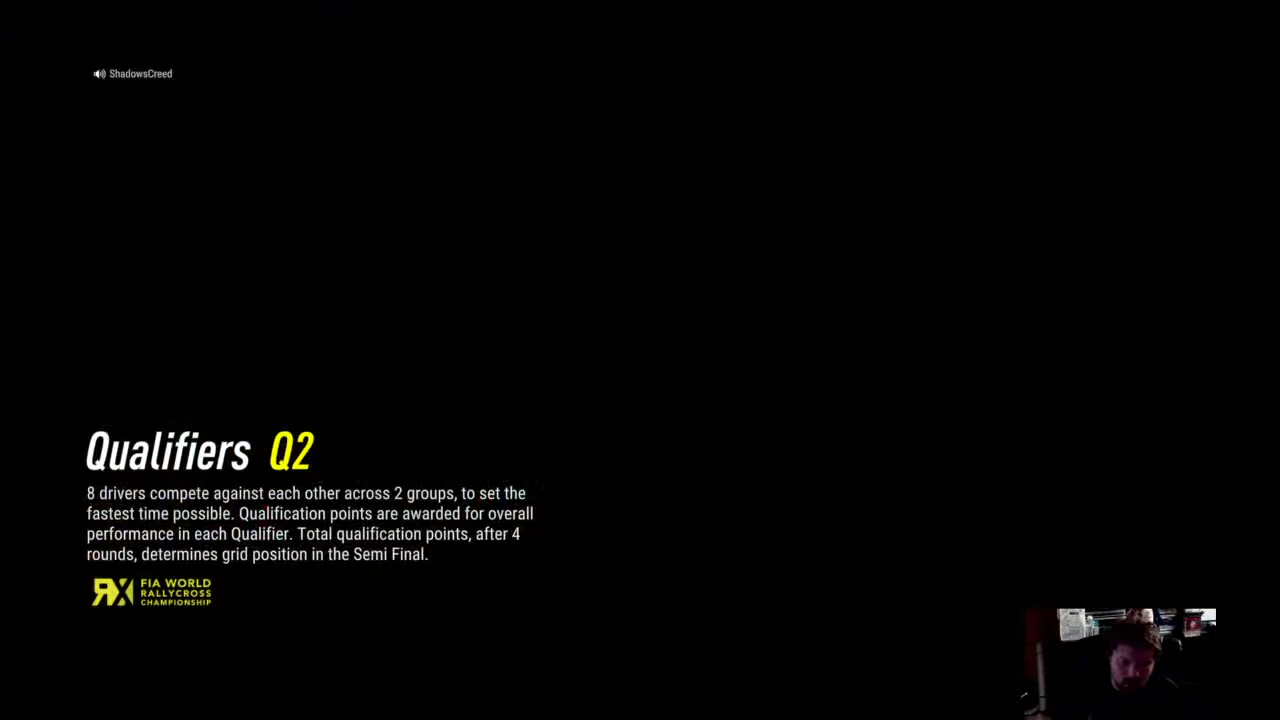 ShadowsCreed
Qualifiers Q2
8 drivers compete against each other across 2 groups, to set the
fastest time possible. Qualification points are awarded for overall
performance in each Qualifier. Total qualification points, after 4
rounds, determines grid position in the Semi Final.
RX FIA WORLD
RALLYCROSS
CHAMPIONSHIP